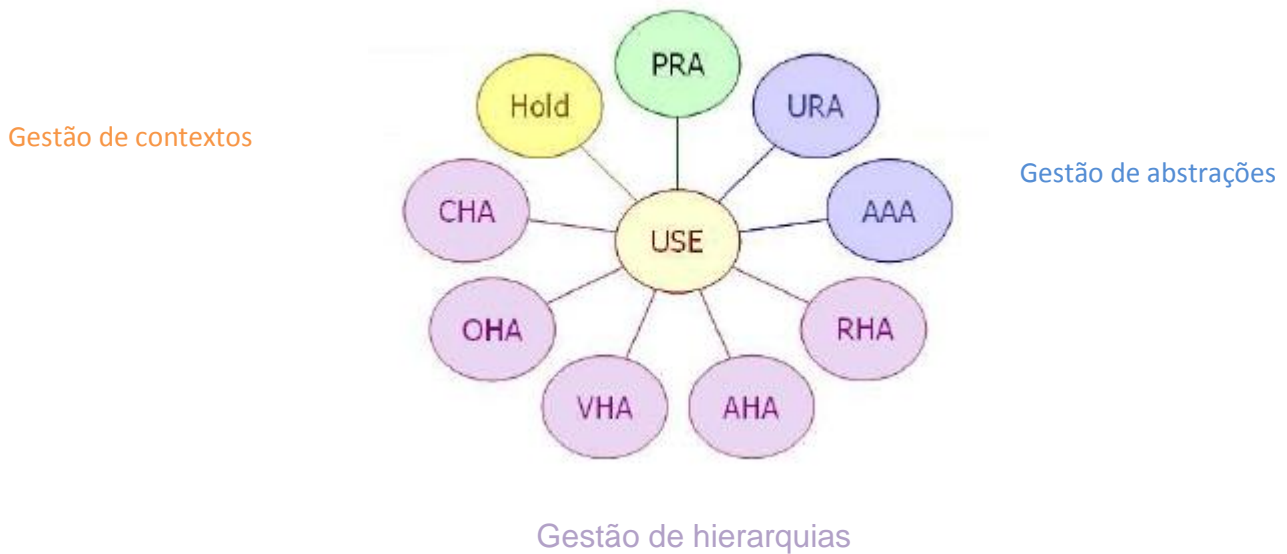 PRA
Hold
URA
Gestão de contextos
Gestão de abstrações
CHA
AAA
USE
OHA
RHA
VHA
AHA
Gestão de hierarquias